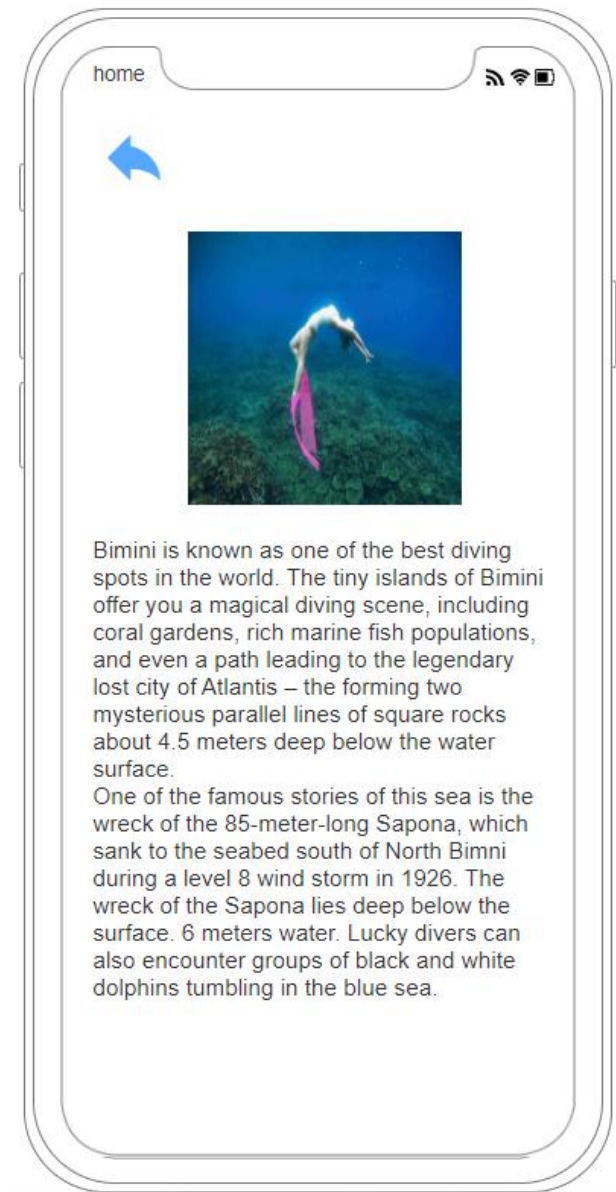 home
Bimini is known as one of the best diving
spots in the world. The tiny islands of Bimini
offer you a magical diving scene, including
coral gardens, rich marine fish populations,
and even a path leading to the legendary
lost city of Atlantis – the forming two
mysterious parallel lines of square rocks
about 4.5 meters deep below the water
surface.
One of the famous stories of this sea is the
wreck of the 85-meter-long Sapona, which
sank to the seabed south of North Bimni
during a level 8 wind storm in 1926. The
wreck of the Sapona lies deep below the
surface. 6 meters water. Lucky divers can
also encounter groups of black and white
dolphins tumbling in the blue sea.